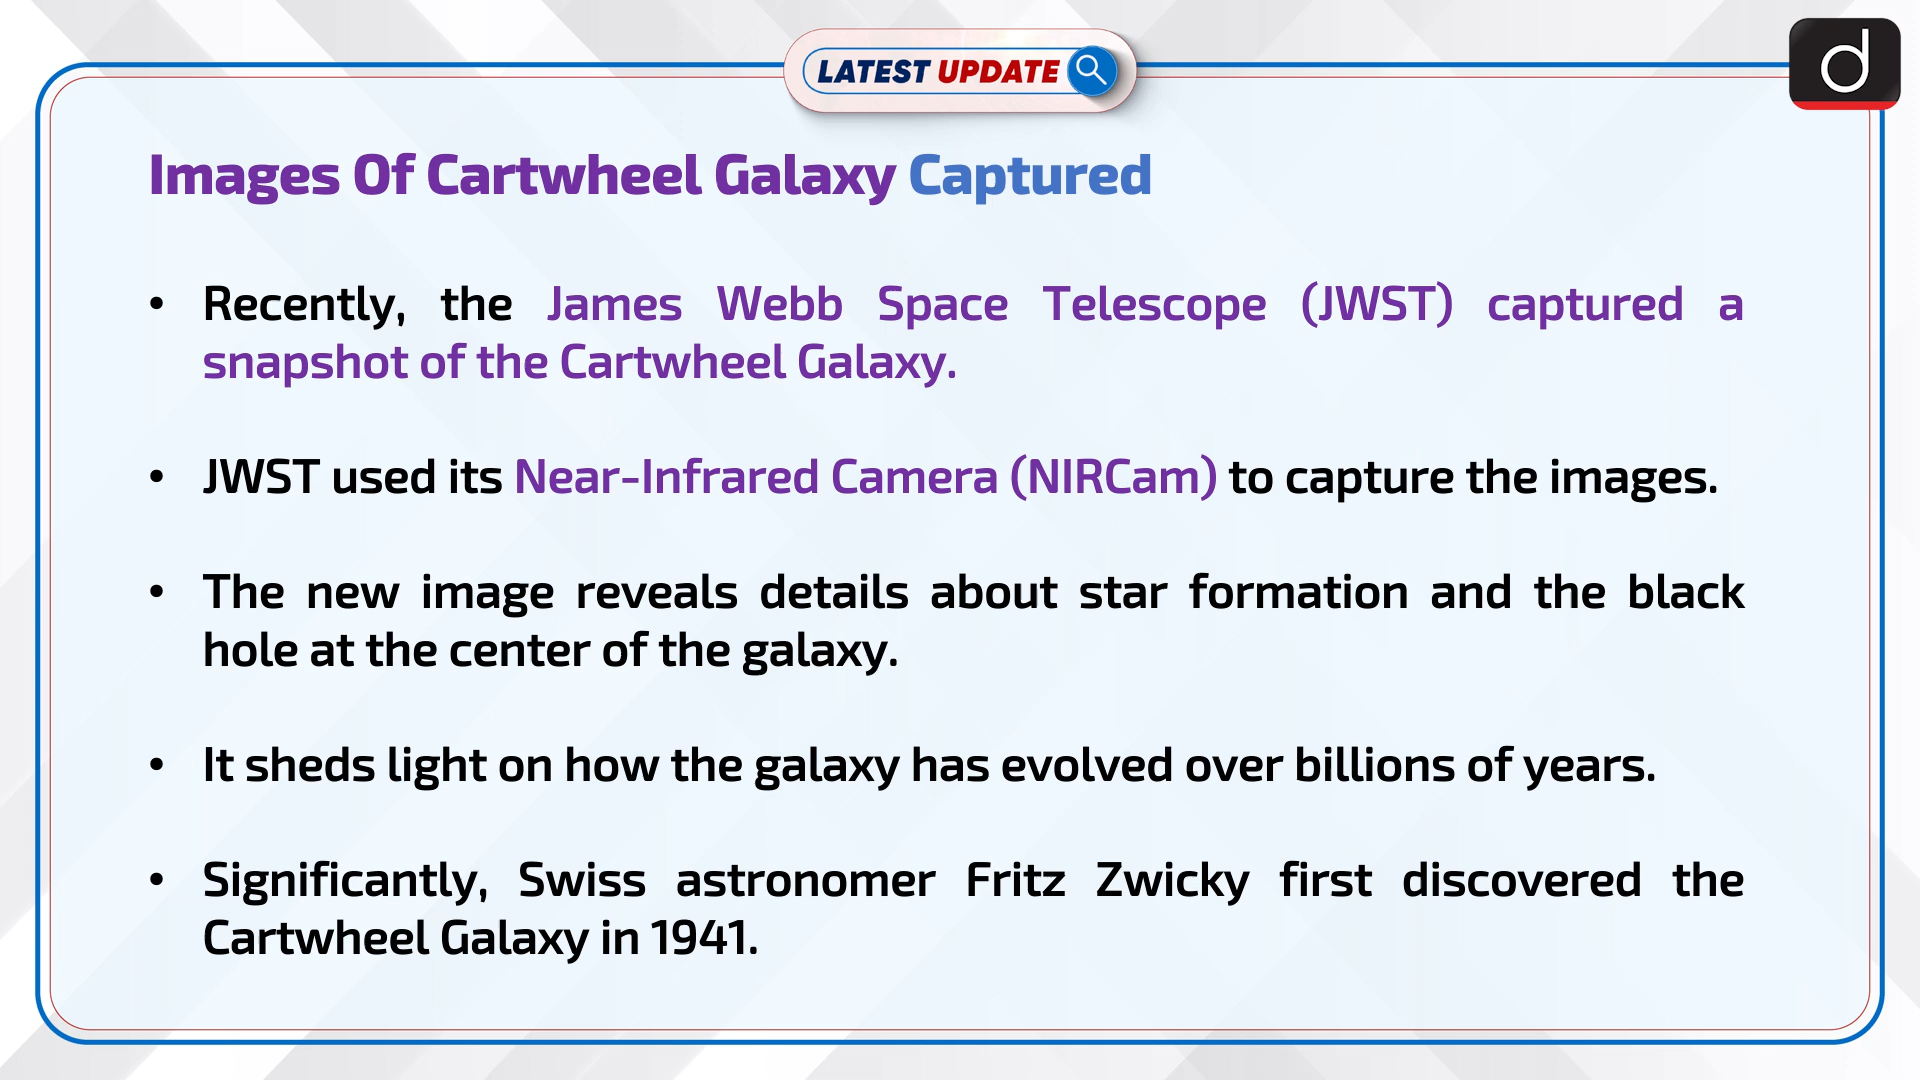 LATEST UPDATE
d
Images Of Cartwheel Galaxy Captured
• Recently, the James Webb Space Telescope (JWST) captured a
snapshot of the Cartwheel Galaxy.
• JWST used its Near-Infrared Camera (NIRCam) to capture the images.
• The new image reveals details about star formation and the black
hole at the center of the galaxy.
• It sheds light on how the galaxy has evolved over billions of years.
• Significantly, Swiss astronomer Fritz Zwicky first discovered the
Cartwheel Galaxy in 1941.